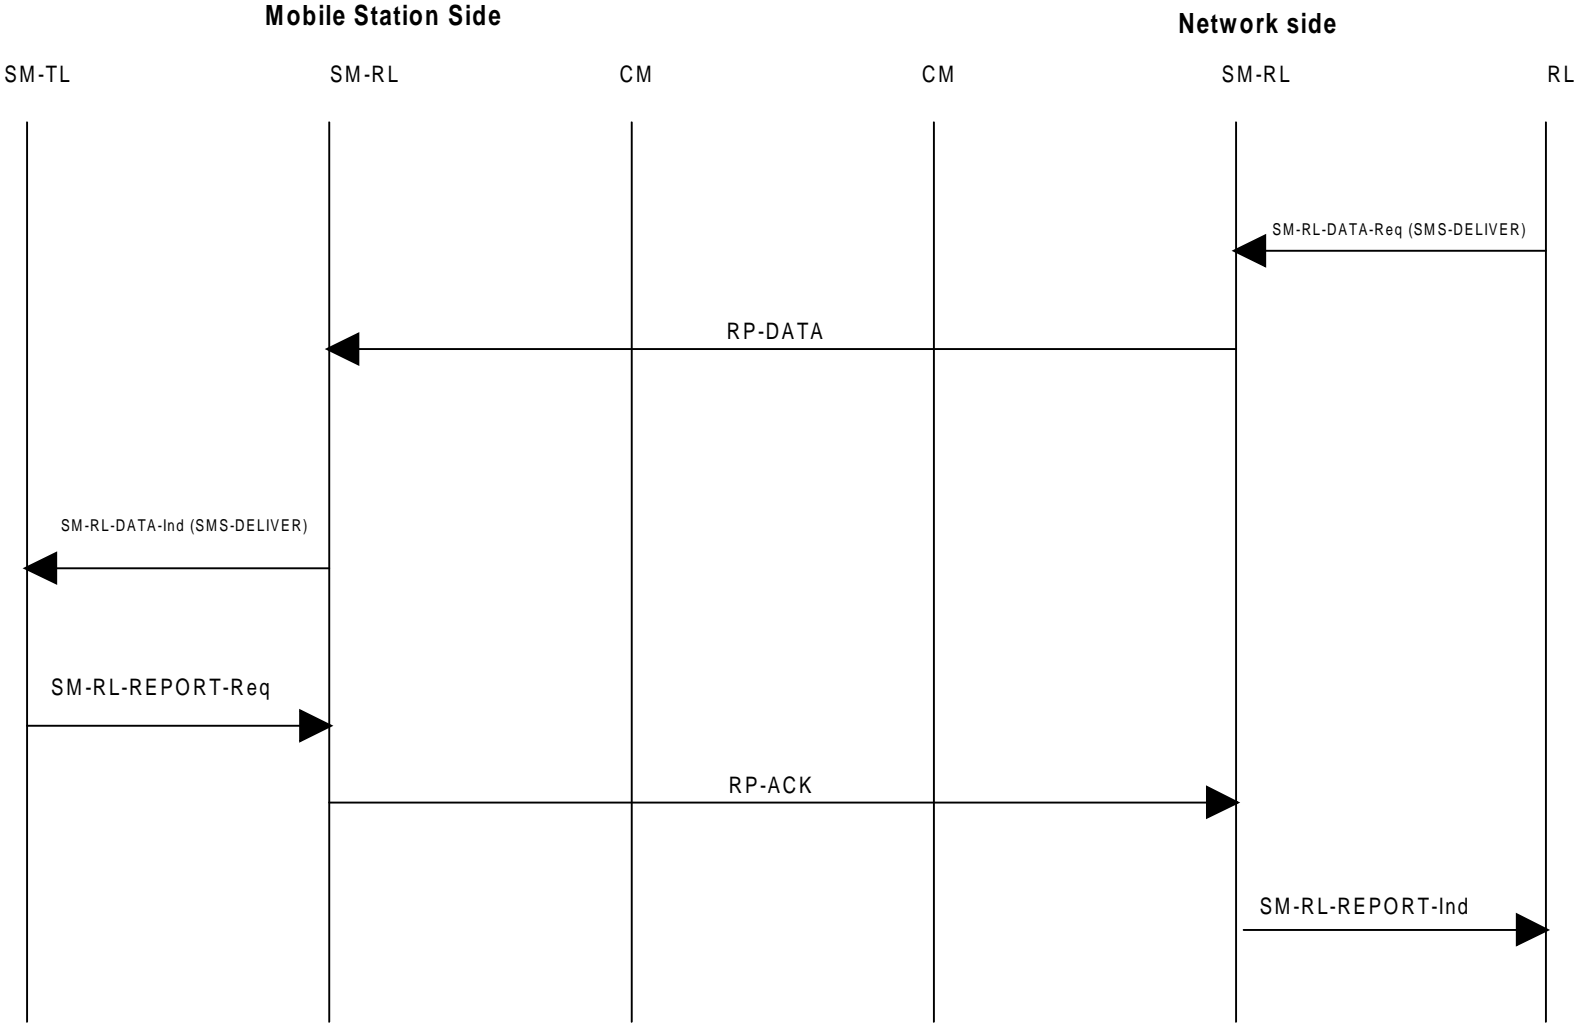 Mobile Station Side
Network side
SM-TL
SM-RL
CM
CM
SM-RL
RL
SM-RL-DATA-Req (SMS-DELIVER)
RP-DATA
SM-RL-DATA-Ind (SMS-DELIVER)
SM-RL-REPORT-Req
RP-ACK
SM-RL-REPORT-Ind